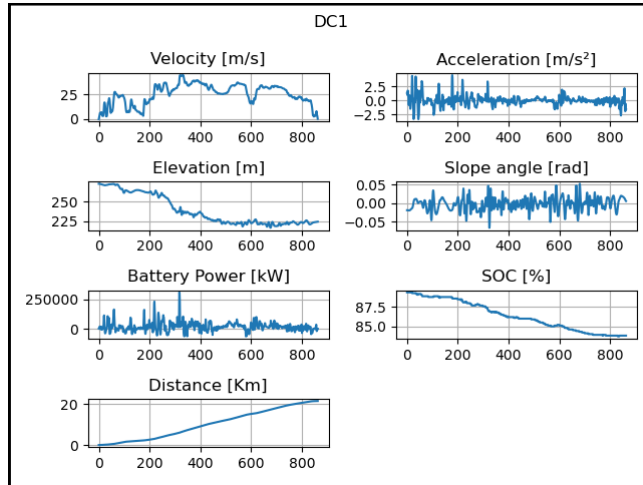 DC1
Velocity [m/s]
25
0
0 200 400 600 800
Acceleration [m/s²]
2.5
0.0
−2.5
0 200 400 600 800
Elevation [m]
250
225
0 200 400 600 800
Slope angle [rad]
0.05
0.00
−0.05
0 200 400 600 800
Battery Power [kW]
250000
0
0 200 400 600 800
SOC [%]
87.5
85.0
0 200 400 600 800
Distance [Km]
20
0
0 200 400 600 800